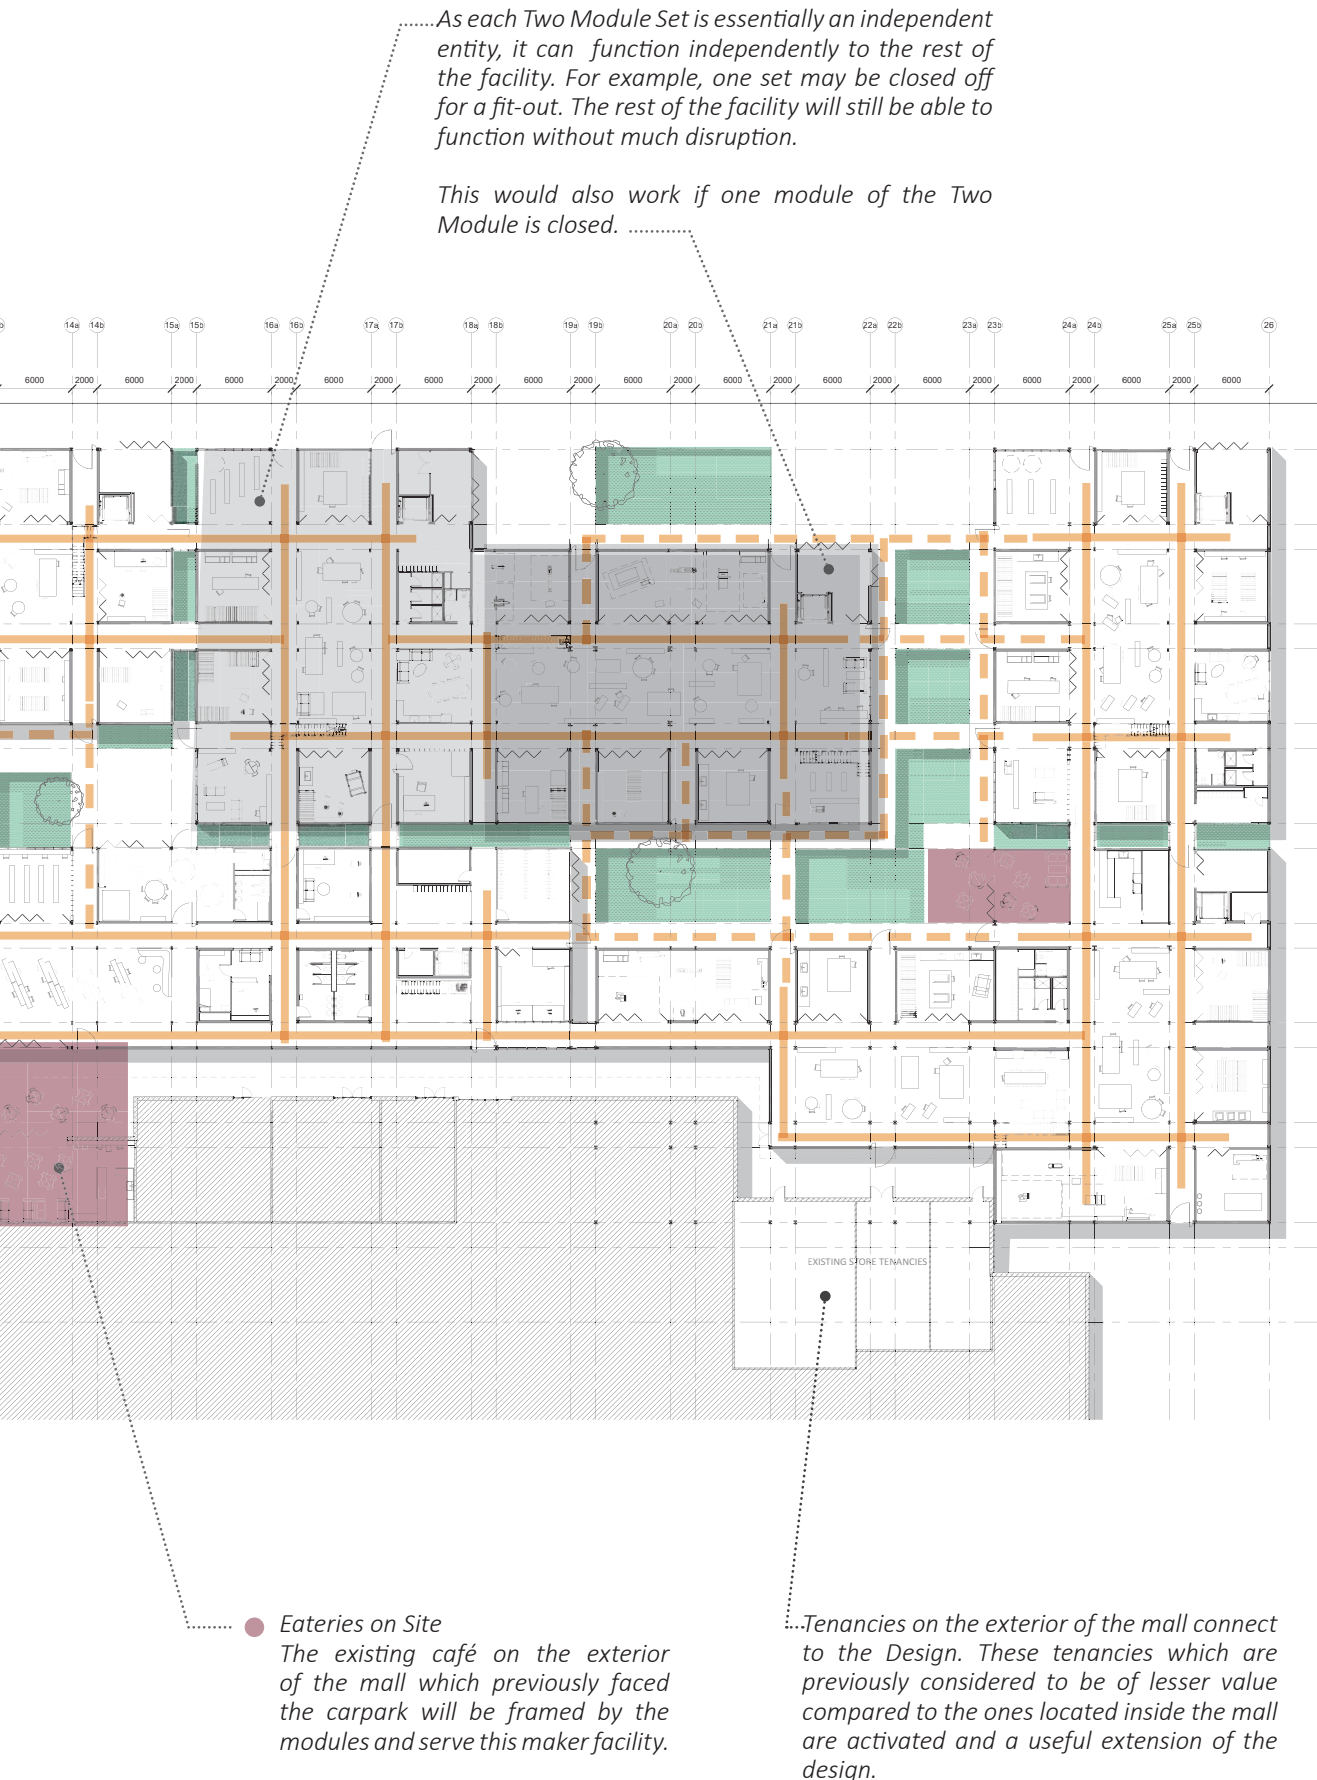 As each Two Module Set is essentially an independent
entity, it can function independently to the rest of
the facility. For example, one set may be closed off
for a fit-out. The rest of the facility will still be able to
function without much disruption.
This would also work if one module of the Two
Module is closed.
b 14a 14b 15a 15b 16a 16b 17a 17b 18a 18b 19a 19b 20a 20b 21a 21b 22a 22b 23a 23b 24a 24b 25a 25b 26
6000 2000 6000 2000 6000 2000 6000 2000 6000 2000 6000 2000 6000 2000 6000 2000 6000 2000 6000 2000 6000 2000 6000 2000 6000
EXISTING STORE TENANCIES
Eateries on Site
The existing café on the exterior
of the mall which previously faced
the carpark will be framed by the
modules and serve this maker facility.
Tenancies on the exterior of the mall connect
to the Design. These tenancies which are
previously considered to be of lesser value
compared to the ones located inside the mall
are activated and a useful extension of the
design.